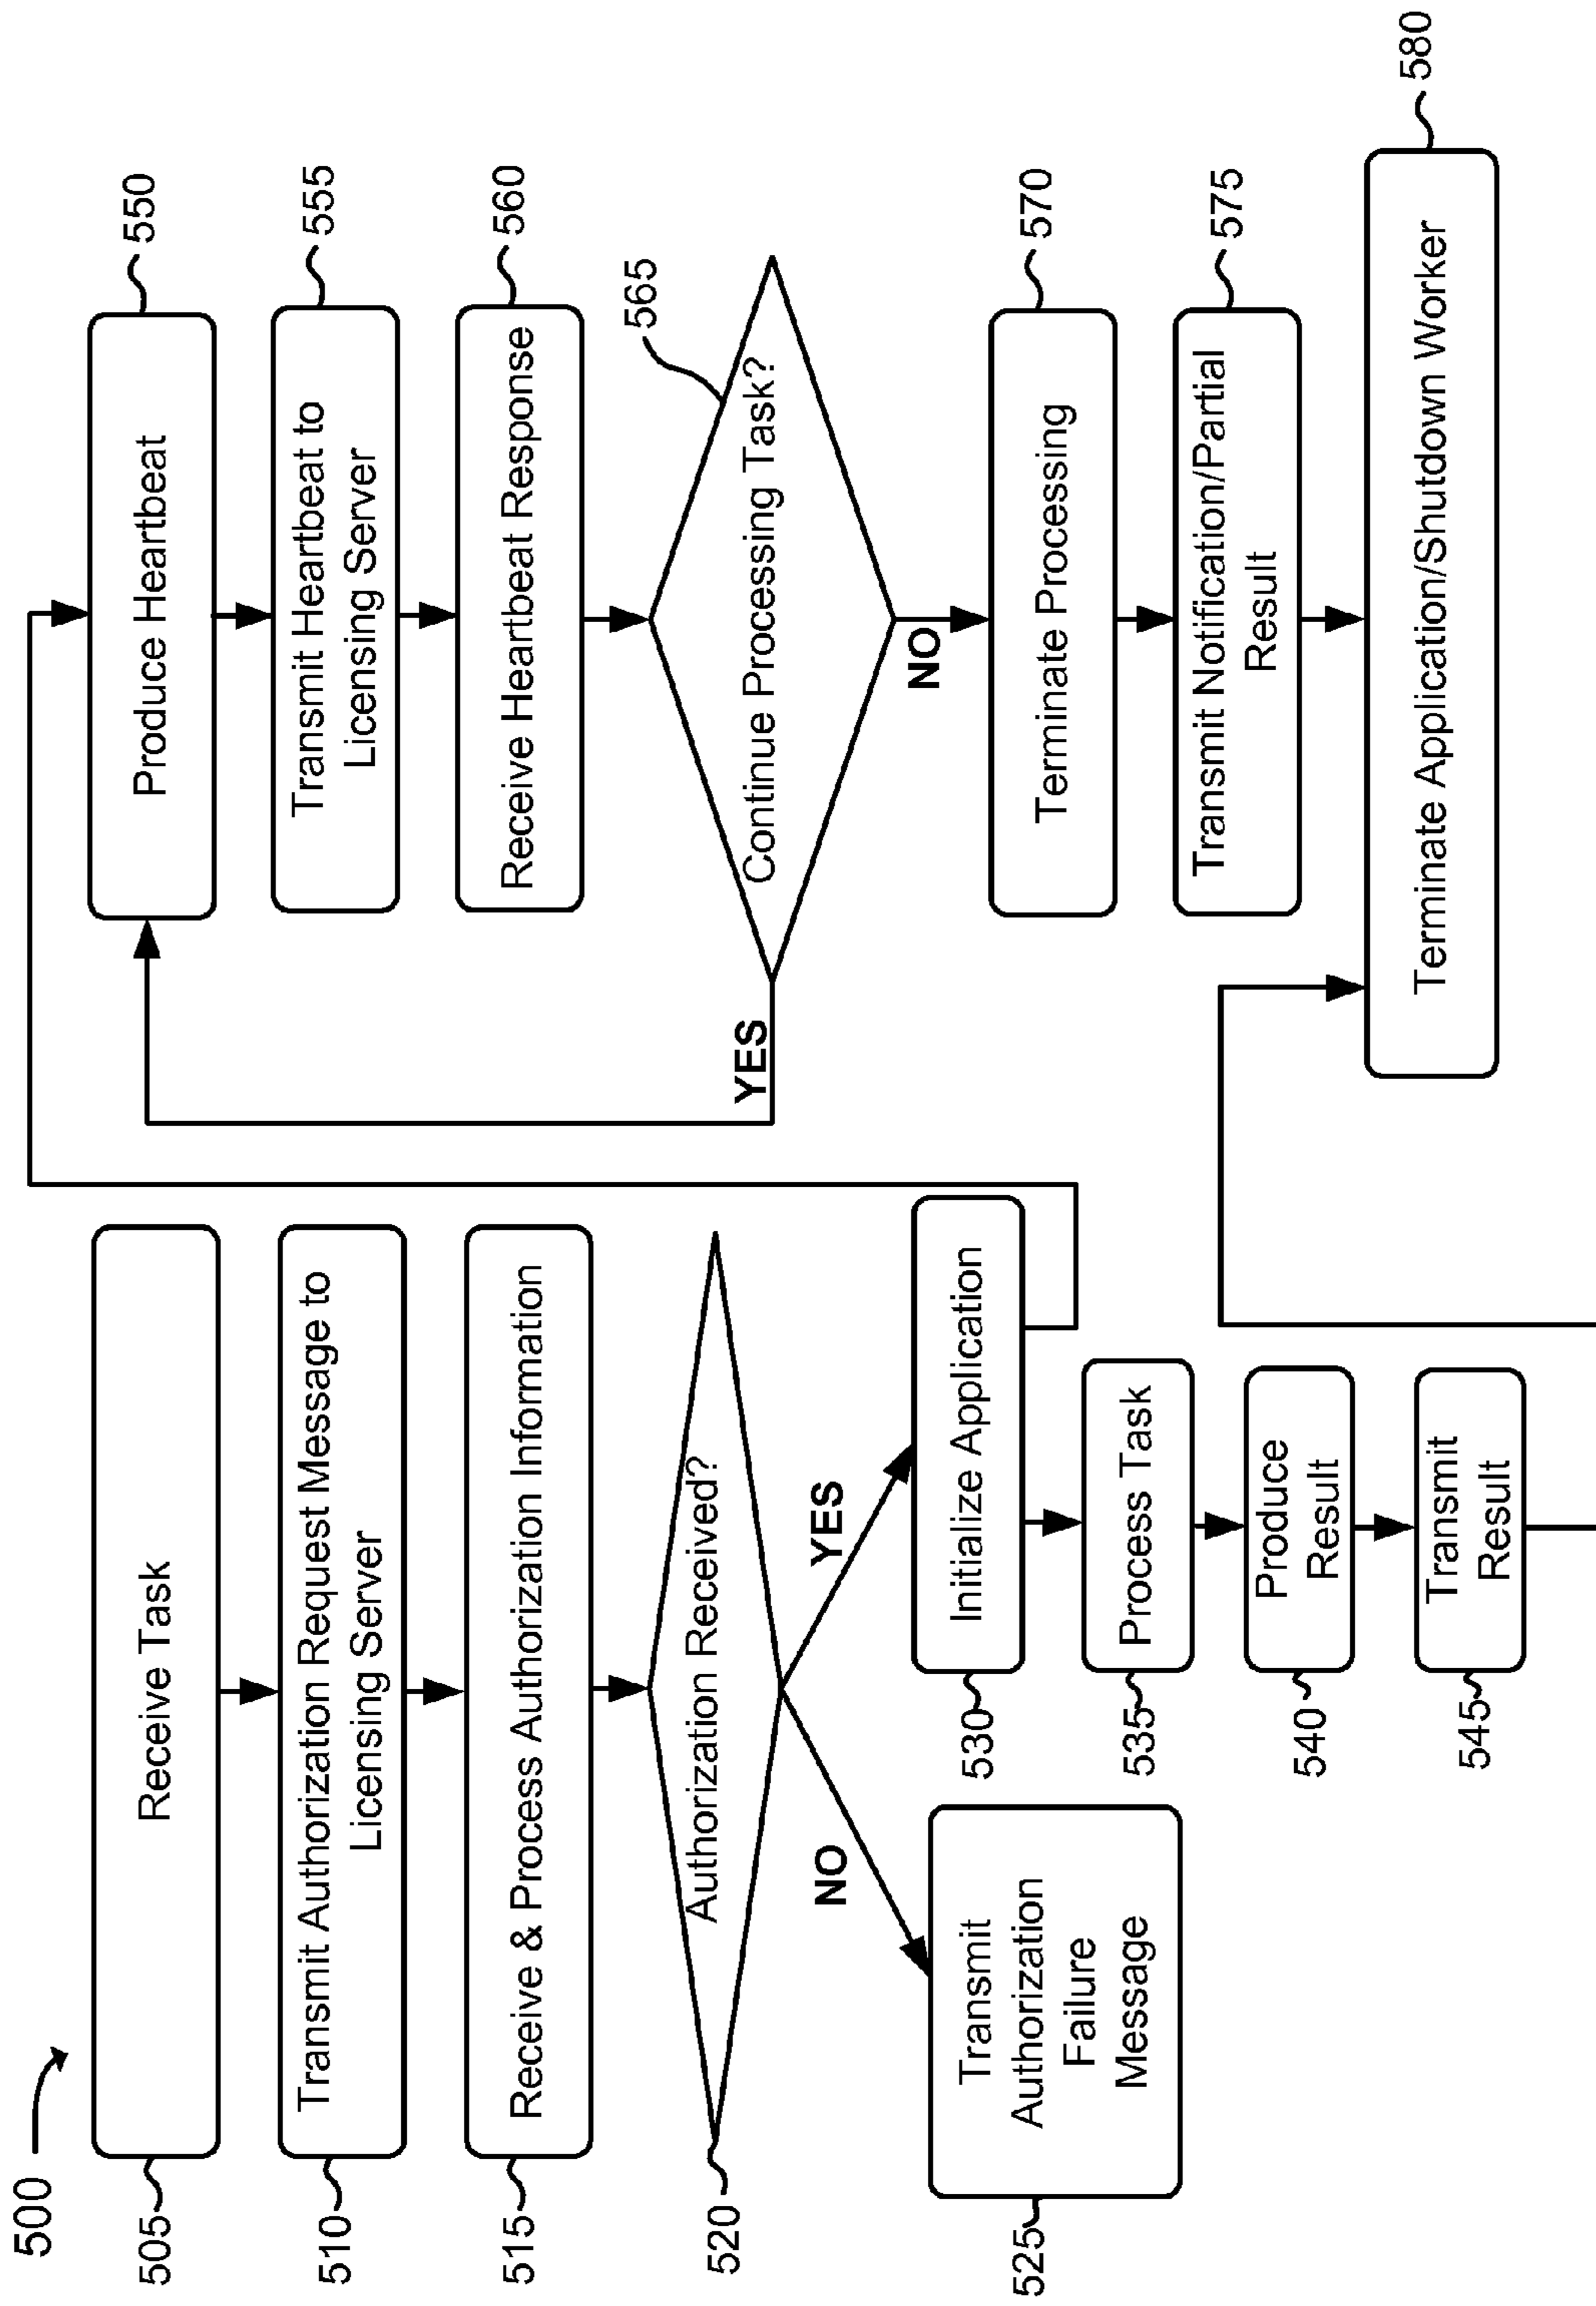 500
505
Receive Task
510
Transmit Authorization Request Message to
Licensing Server
515
Receive & Process Authorization Information
520
Authorization Received?
NO
YES
525
Transmit
Authorization
Failure
Message
530
Initialize Application
535
Process Task
540
Produce
Result
545
Transmit
Result
Produce Heartbeat
550
Transmit Heartbeat to
Licensing Server
555
Receive Heartbeat Response
560
Continue Processing Task?
565
YES
NO
Terminate Processing
570
Transmit Notification/Partial
Result
575
Terminate Application/Shutdown Worker
580